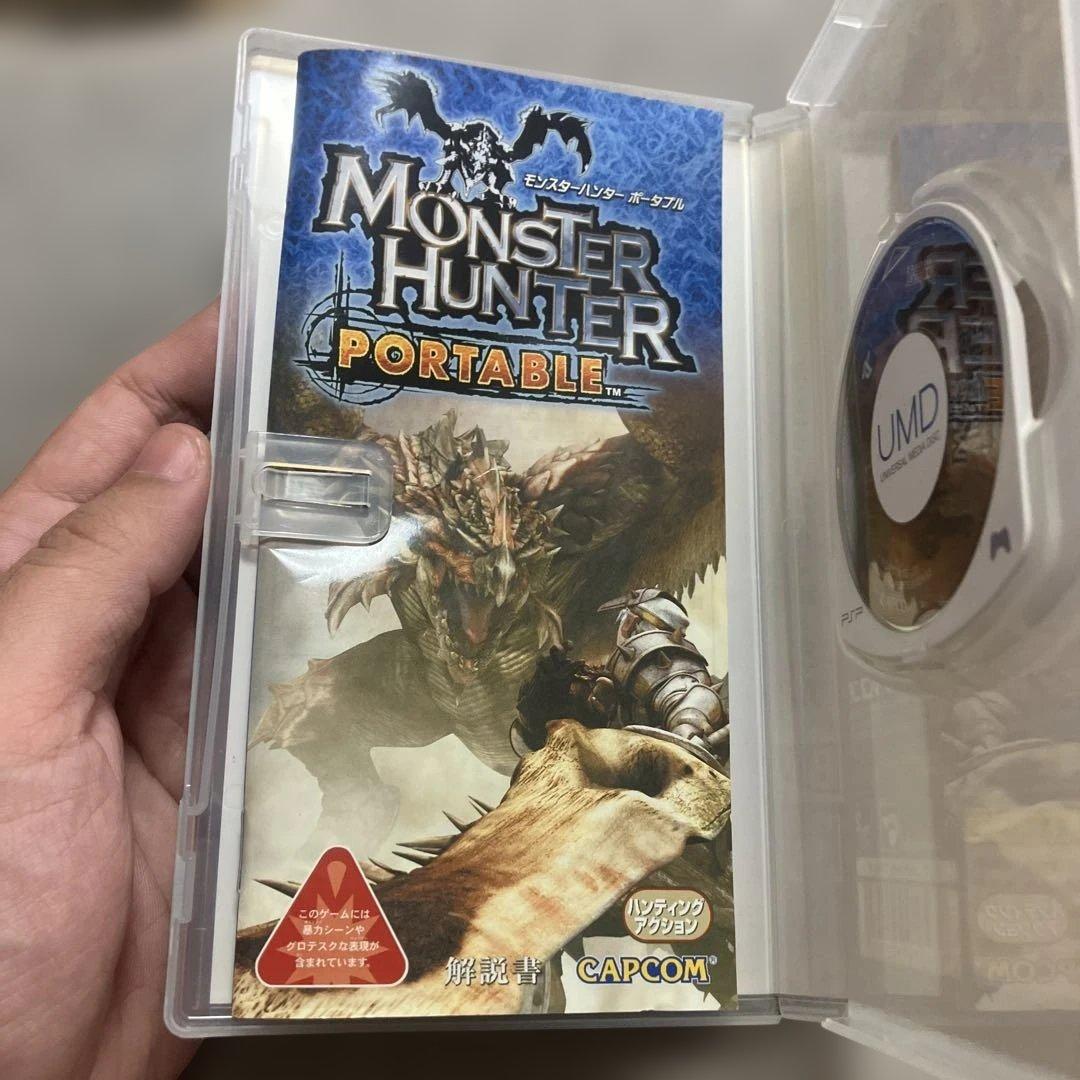 モンスターハンター ポータブル
MONSTER
HUNTER
PORTABLE™
UMD
UNIVERSAL MEDIA DISC
PSP
このゲームには
暴力シーンや
グロテスクな表現が
含まれています。
ハンティング
アクション
解説書
CAPCOM®